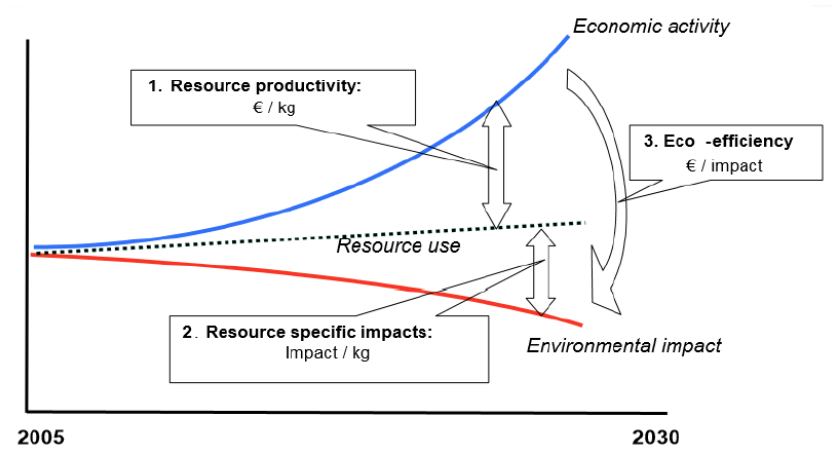 Economic activity
1. Resource productivity:
€ / kg
3. Eco -efficiency
€ / impact
Resource use
2. Resource specific impacts:
Impact / kg
Environmental impact
2005
2030